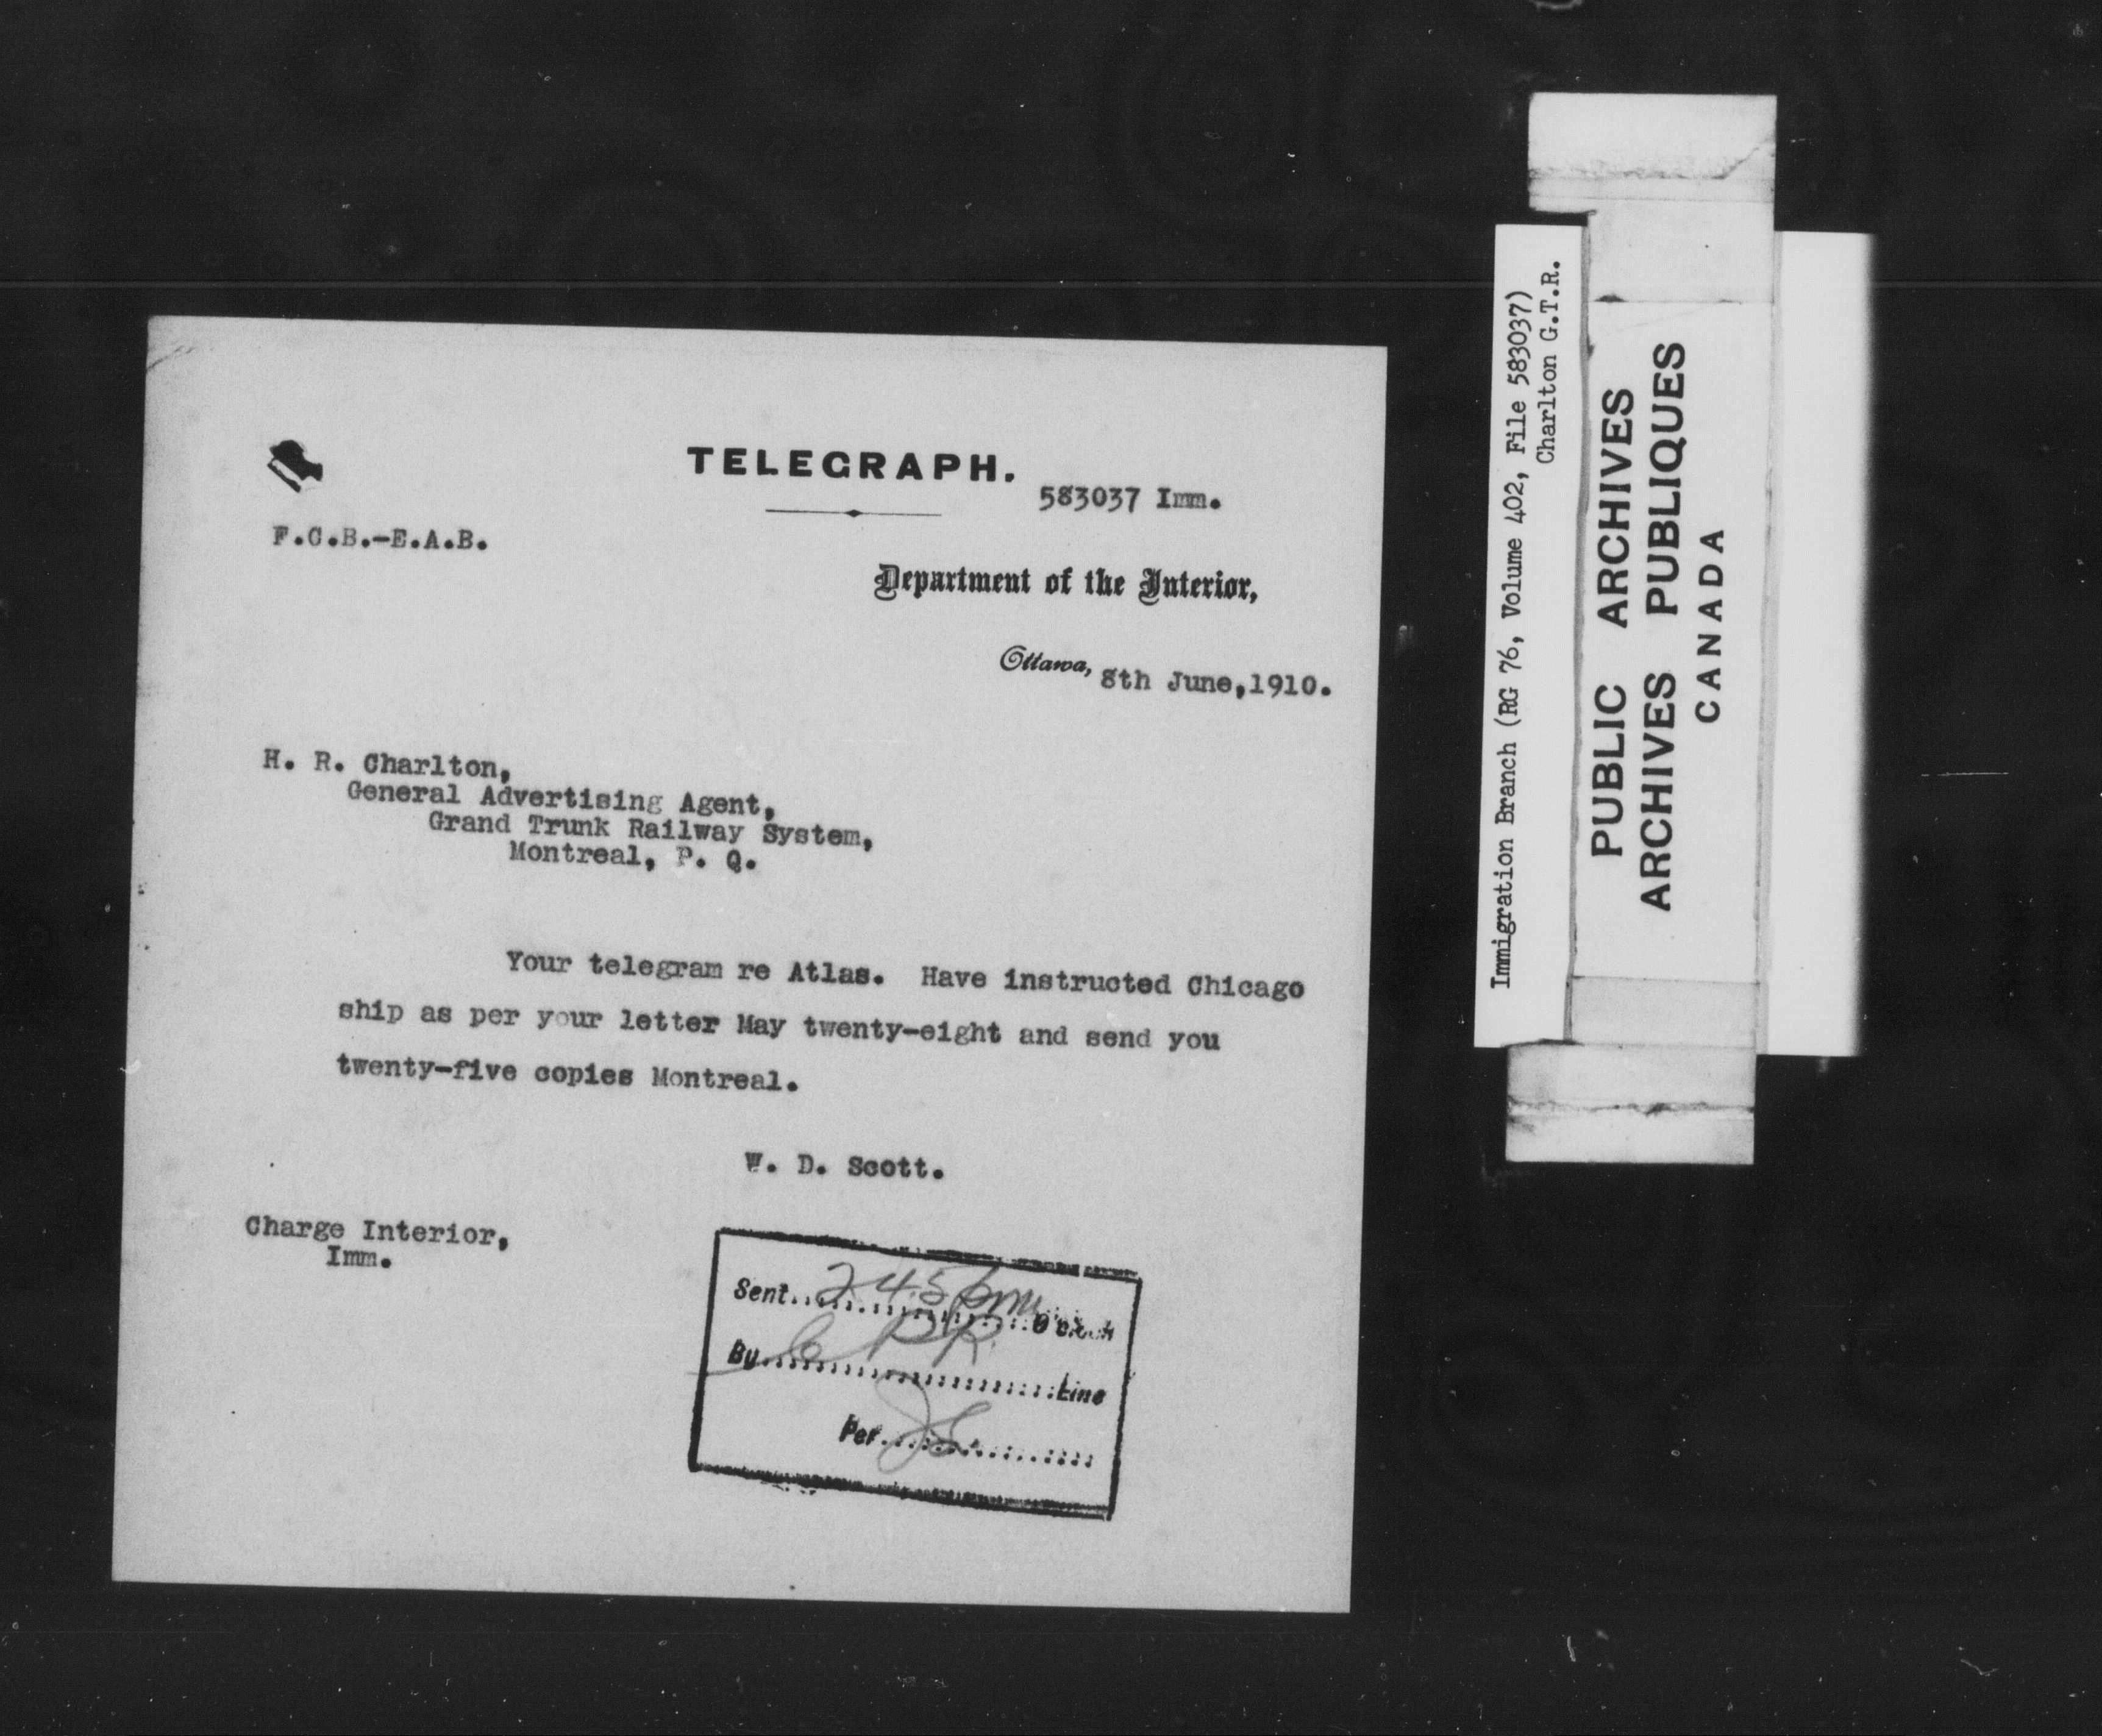 TELEGRAPH.
583037 Imm.
F.C.B.-E.A.B.
Department of the Interior,
Ottawa, 8th June, 1910.
H. R. Charlton,
General Advertising Agent,
Grand Trunk Railway System,
Montreal, P. Q.
Your telegram re Atlas. Have instructed Chicago
ship as per your letter May twenty-eight and send you
twenty-five copies Montreal.
W. D. Scott.
Charge Interior,
Imm.
Sent 2.45 pm O'clock
By C P R Line
Per
Immigration Branch (RG 76, Volume 402, File 583037)
Charlton G.T.R.
PUBLIC ARCHIVES
ARCHIVES PUBLIQUES
CANADA